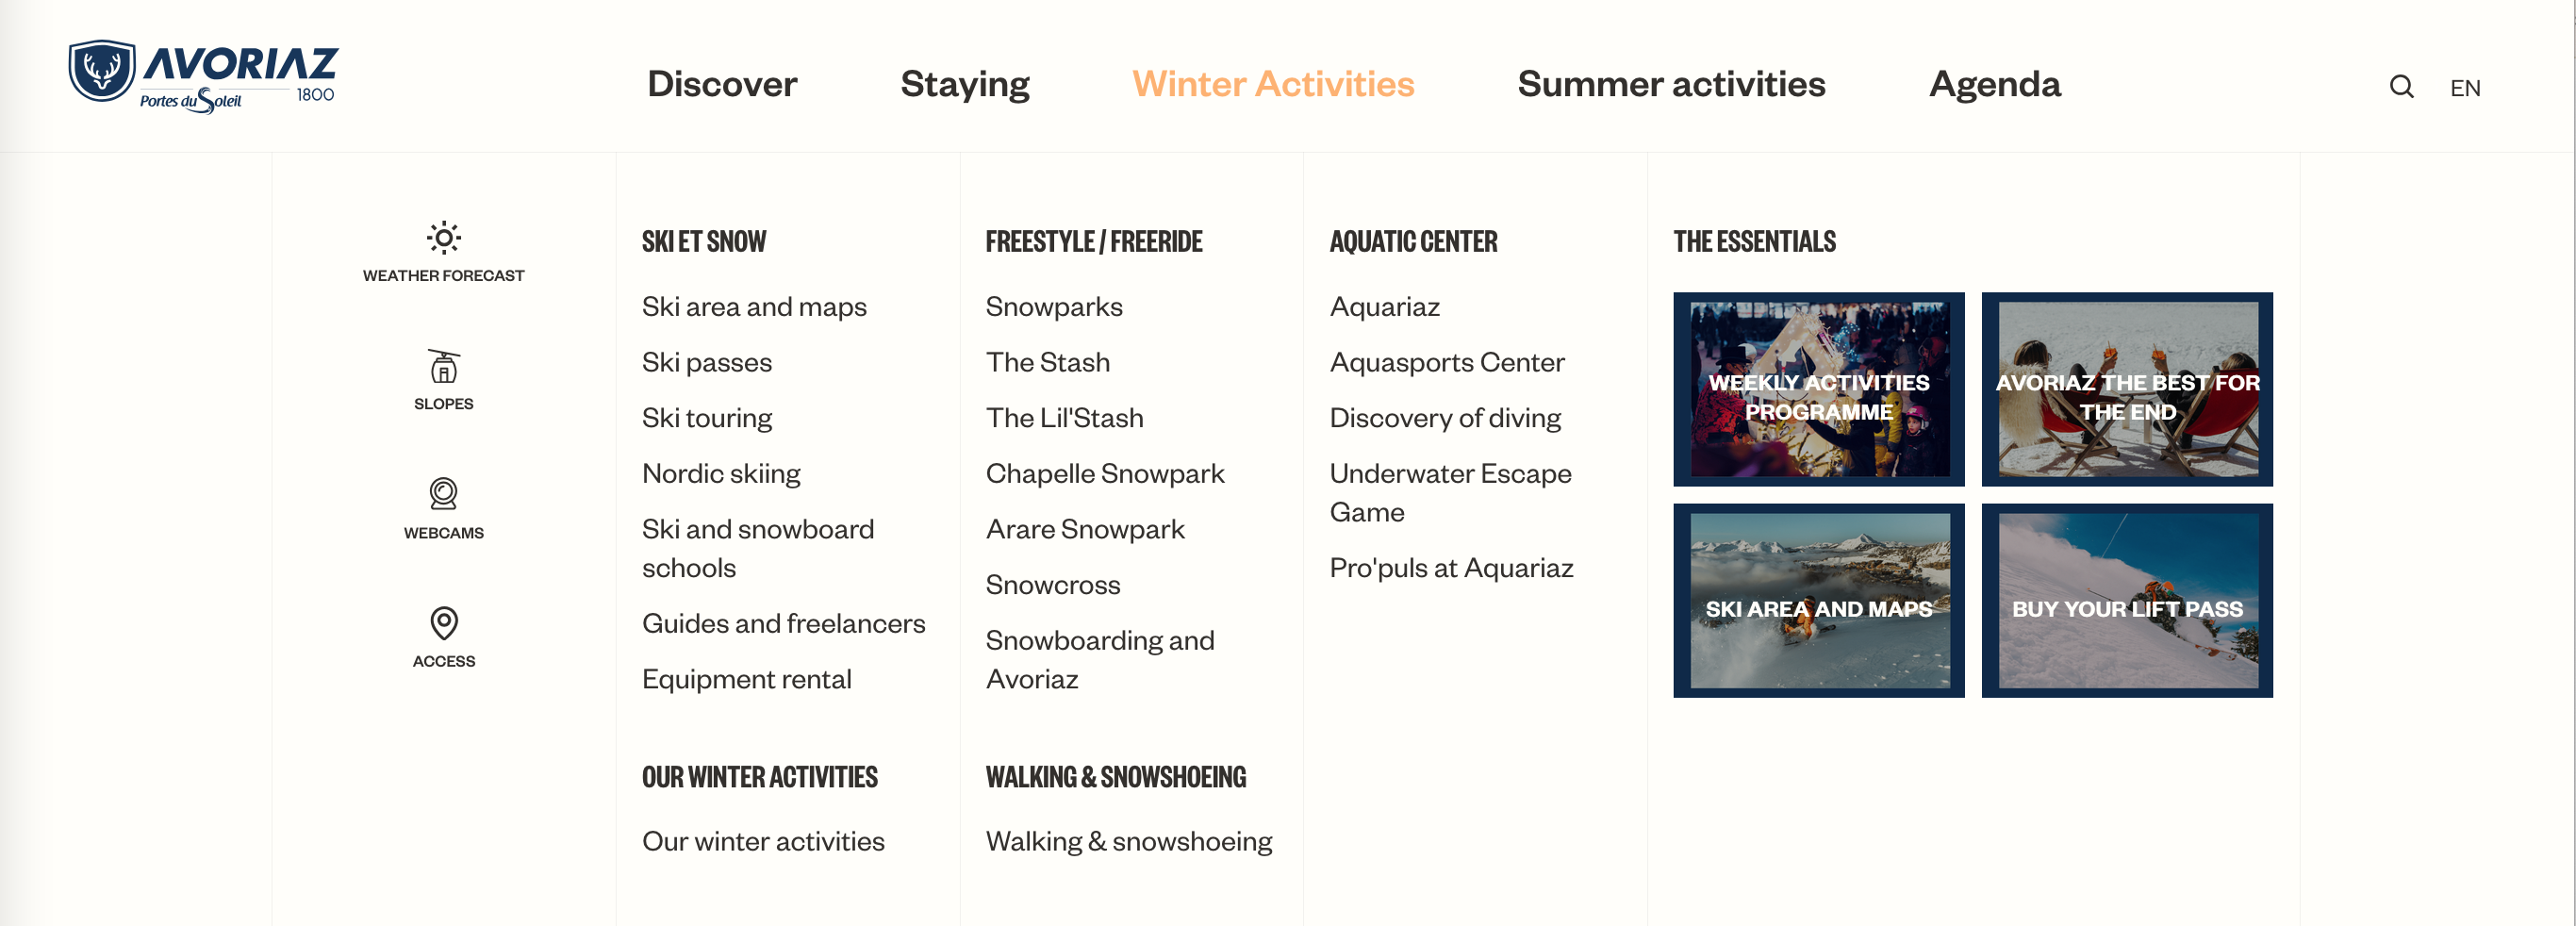 AVORIAZ
Portes du Soleil
1800
Discover
Staying
Winter Activities
Summer activities
Agenda
EN
WEATHER FORECAST
SLOPES
WEBCAMS
ACCESS
SKI ET SNOW
Ski area and maps
Ski passes
Ski touring
Nordic skiing
Ski and snowboard
schools
Guides and freelancers
Equipment rental
OUR WINTER ACTIVITIES
Our winter activities
FREESTYLE / FREERIDE
Snowparks
The Stash
The Lil'Stash
Chapelle Snowpark
Arare Snowpark
Snowcross
Snowboarding and
Avoriaz
WALKING & SNOWSHOEING
Walking & snowshoeing
AQUATIC CENTER
Aquariaz
Aquasports Center
Discovery of diving
Underwater Escape
Game
Pro'puls at Aquariaz
THE ESSENTIALS
WEEKLY ACTIVITIES
PROGRAMME
AVORIAZ THE BEST FOR
THE END
SKI AREA AND MAPS
BUY YOUR LIFT PASS